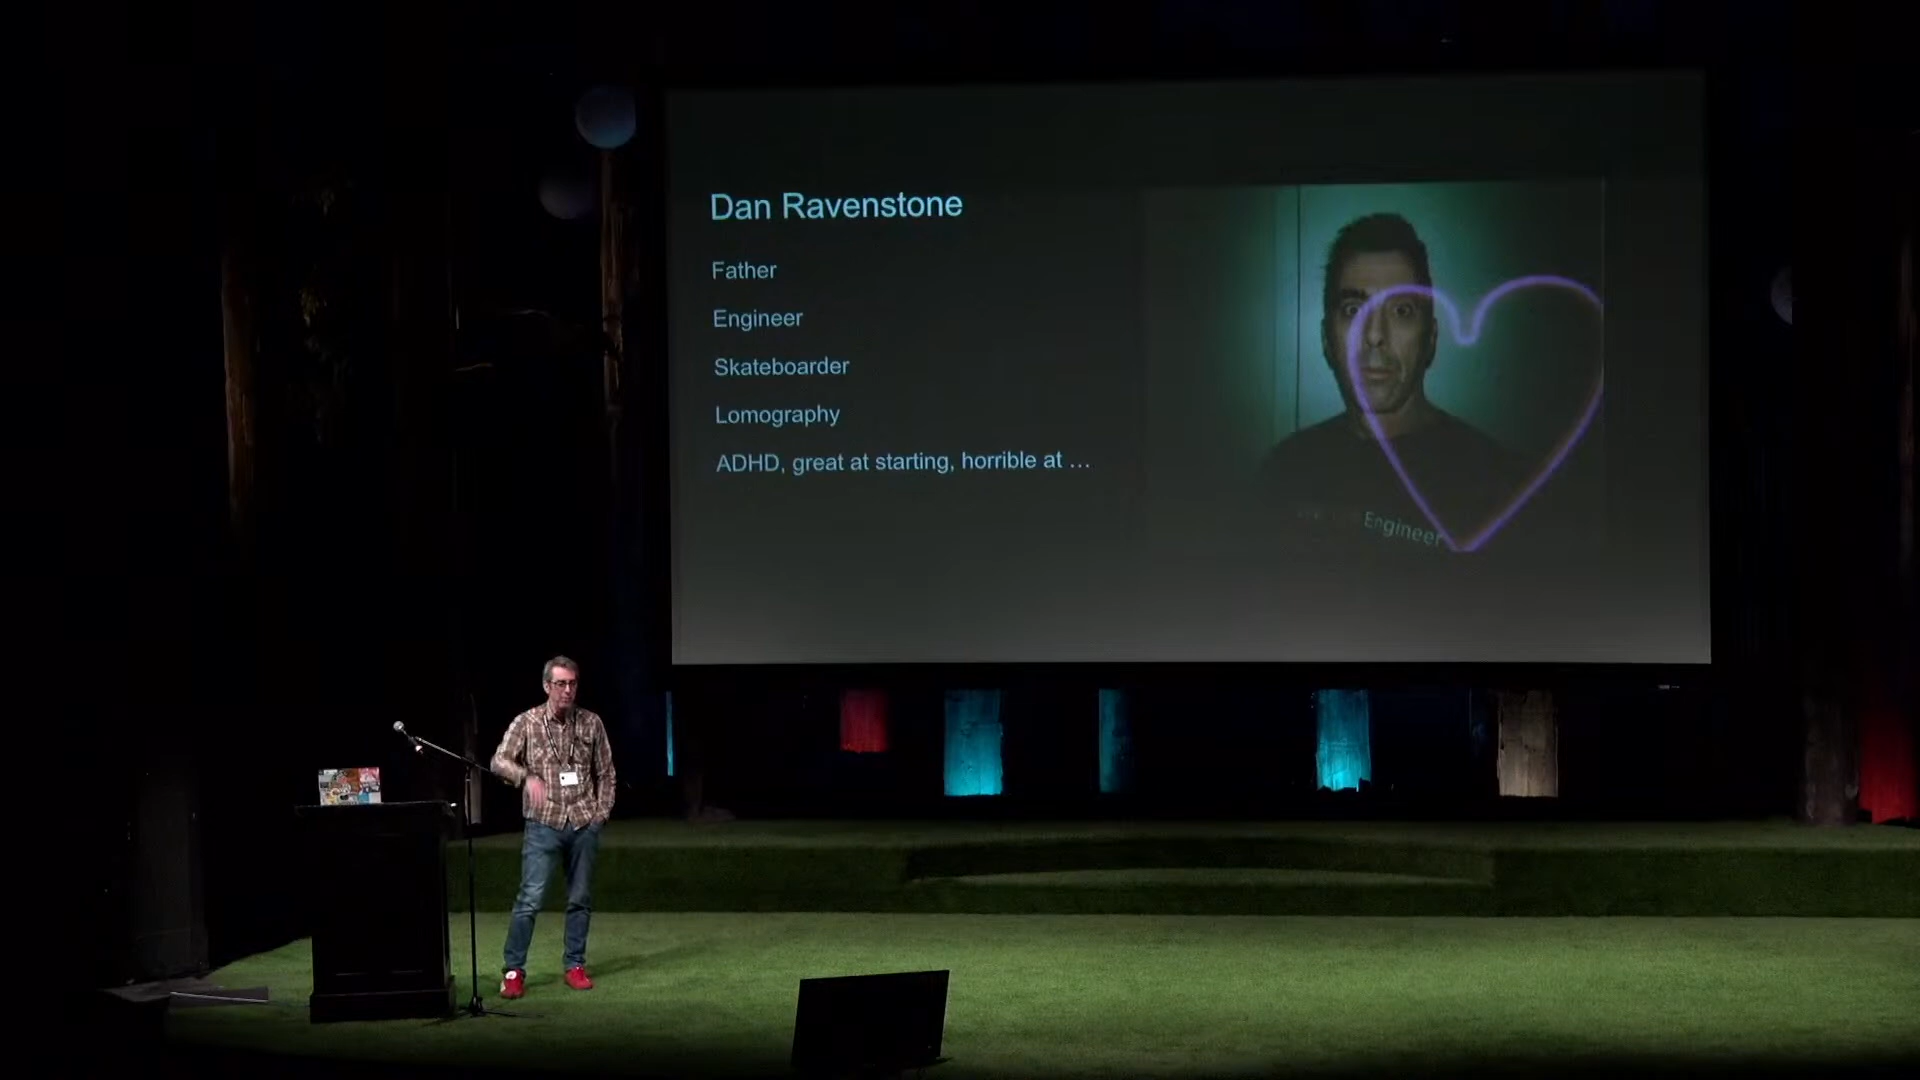 Dan Ravenstone
Father
Engineer
Skateboarder
Lomography
ADHD, great at starting, horrible at …
Engineer